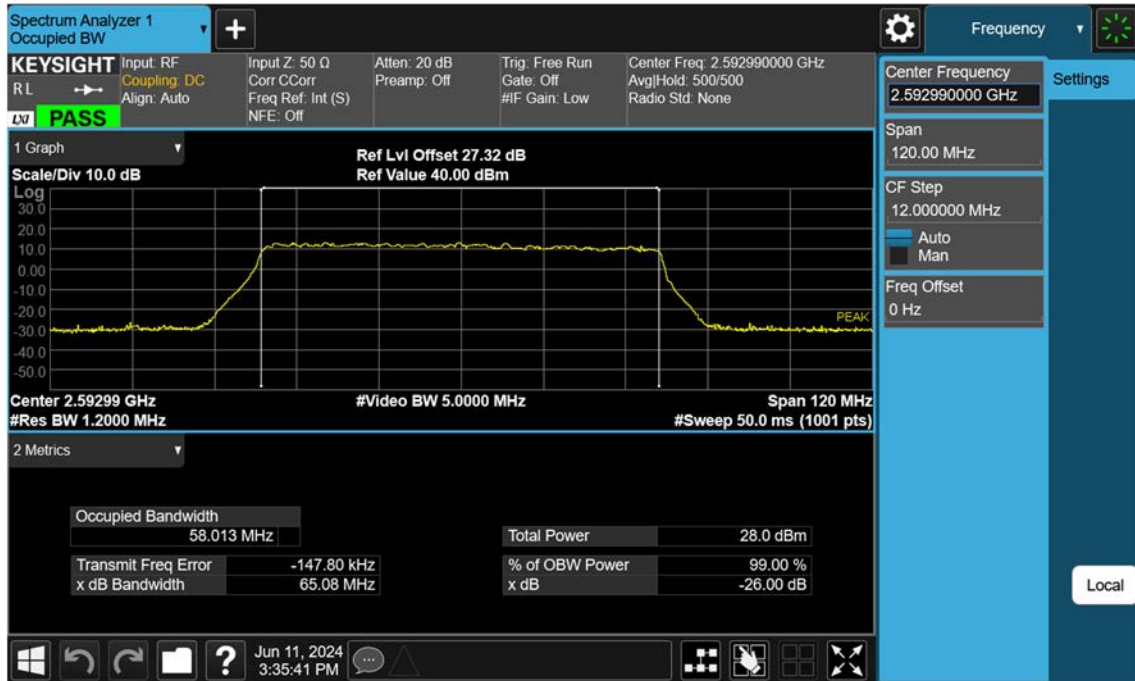 Spectrum Analyzer 1
Occupied BW
+
Frequency
KEYSIGHT
R L
LXI PASS
Input: RF
Coupling: DC
Align: Auto
Input Z: 50 Ω
Corr CCorr
Freq Ref: Int (S)
NFE: Off
Atten: 20 dB
Preamp: Off
Trig: Free Run
Gate: Off
#IF Gain: Low
Center Freq: 2.592990000 GHz
Avg|Hold: 500/500
Radio Std: None
Center Frequency
2.592990000 GHz
Settings
Span
120.00 MHz
CF Step
12.000000 MHz
Auto
Man
Freq Offset
0 Hz
Local
1 Graph
Scale/Div 10.0 dB
Ref Lvl Offset 27.32 dB
Ref Value 40.00 dBm
Log
30.0
20.0
10.0
0.00
-10.0
-20.0
-30.0
-40.0
-50.0
PEAK
Center 2.59299 GHz
#Video BW 5.0000 MHz
Span 120 MHz
#Res BW 1.2000 MHz
#Sweep 50.0 ms (1001 pts)
2 Metrics
Occupied Bandwidth
58.013 MHz
Total Power 28.0 dBm
Transmit Freq Error -147.80 kHz
% of OBW Power 99.00 %
x dB Bandwidth 65.08 MHz
x dB -26.00 dB
?
Jun 11, 2024
3:35:41 PM